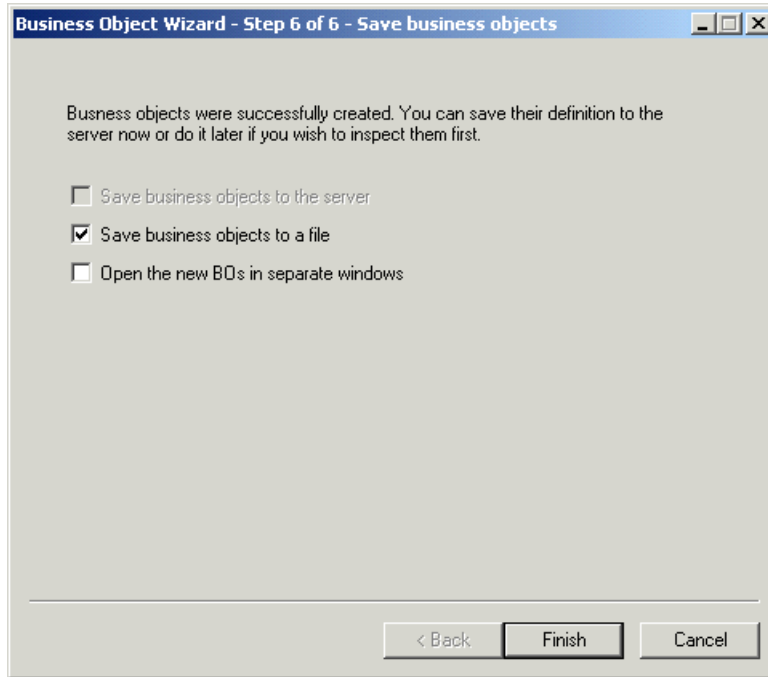 Business Object Wizard - Step 6 of 6 - Save business objects
Busness objects were successfully created. You can save their definition to the
server now or do it later if you wish to inspect them first.
Save business objects to the server
Save business objects to a file
Open the new BOs in separate windows
< Back
Finish
Cancel